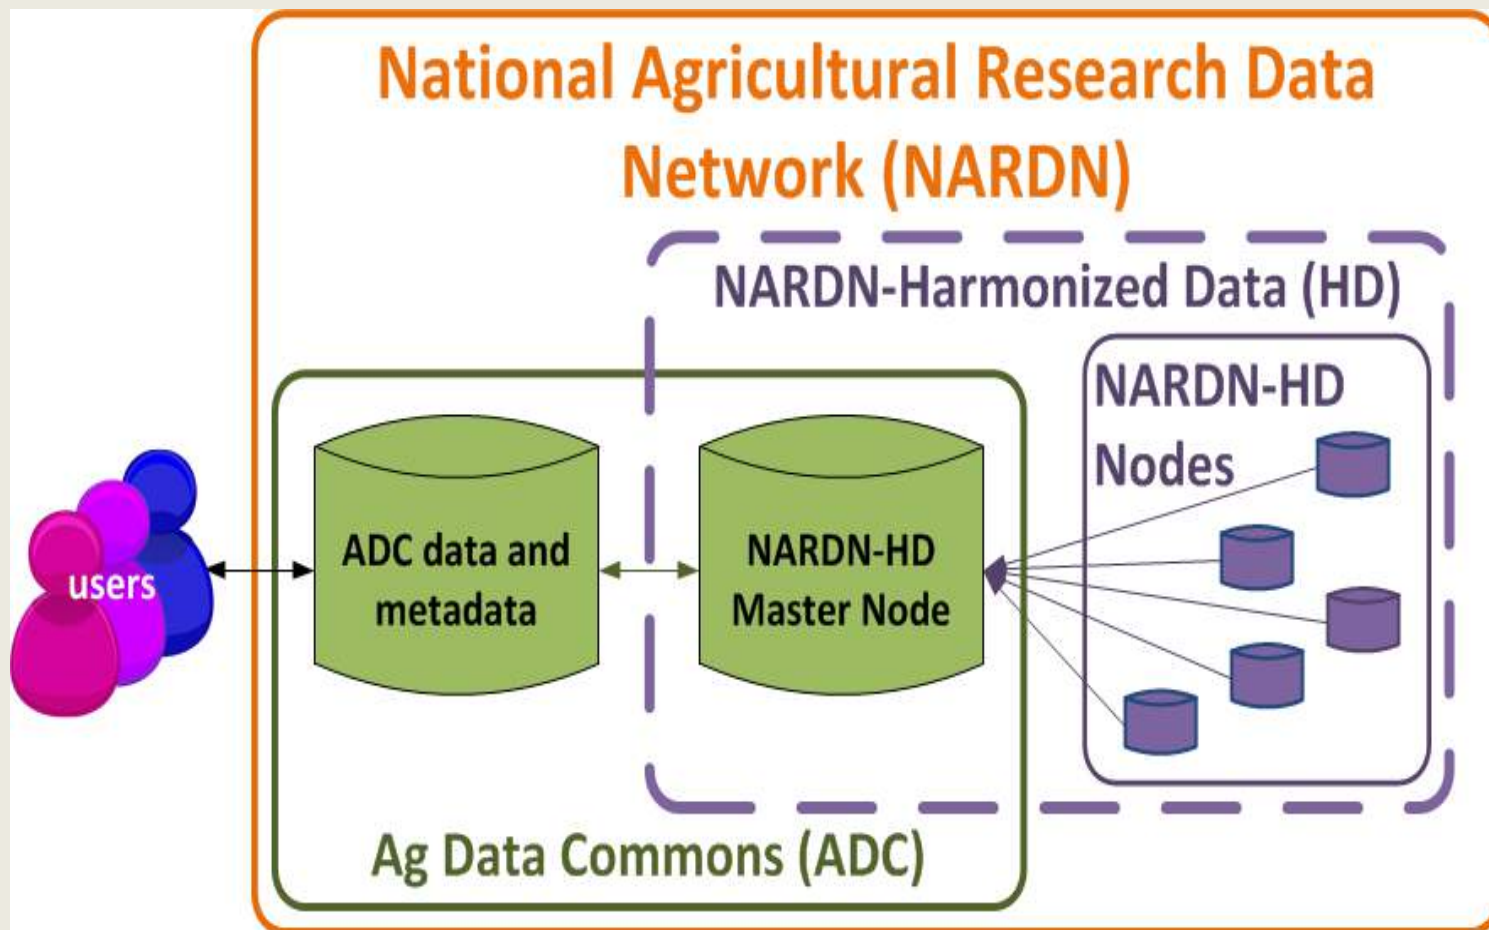 National Agricultural Research Data
Network (NARDN)
NARDN-Harmonized Data (HD)
NARDN-HD
Nodes
users
ADC data and
metadata
NARDN-HD
Master Node
Ag Data Commons (ADC)